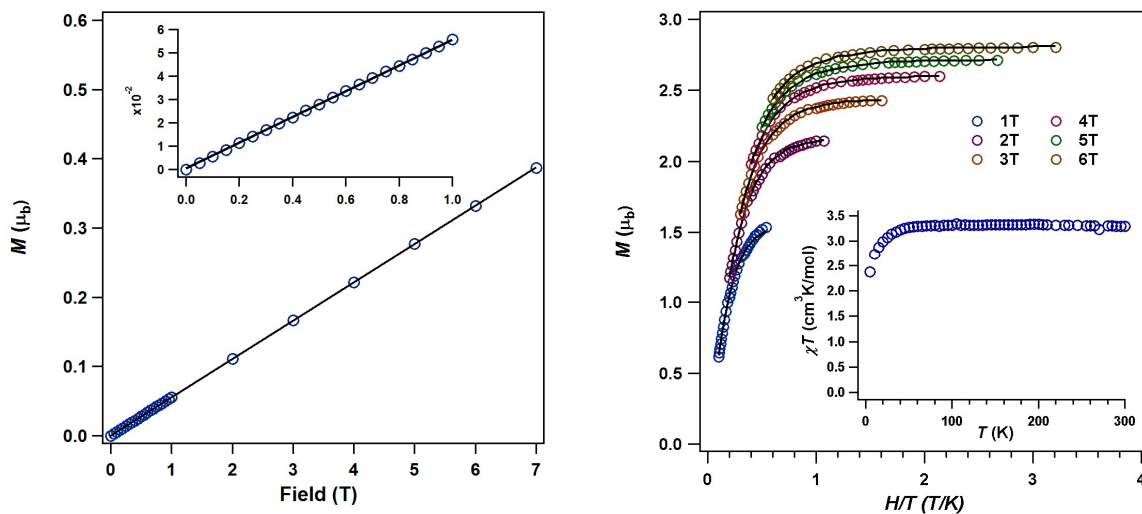 0.6
0.5
0.4
0.3
0.2
0.1
0.0
M (μb)
0 1 2 3 4 5 6 7
Field (T)
6
5
4
3
2
1
0
x10-2
0.0 0.2 0.4 0.6 0.8 1.0
3.0
2.5
2.0
1.5
1.0
0.5
0.0
M (μb)
0 1 2 3 4
H/T (T/K)
1T 4T
2T 5T
3T 6T
3.5
3.0
2.5
2.0
1.5
1.0
0.5
0.0
χT (cm3K/mol)
0 100 200 300
T (K)